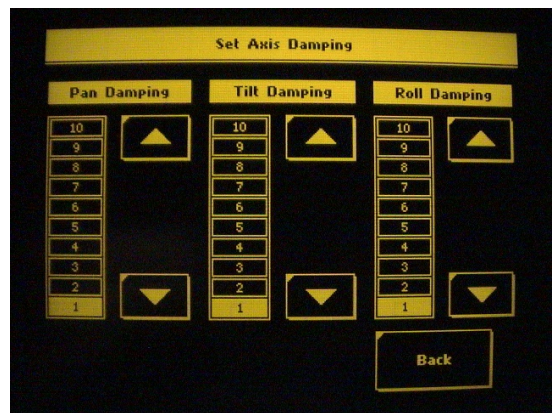 Set Axis Damping
Pan Damping
Tilt Damping
Roll Damping
10 10 10
9 9 9
8 8 8
7 7 7
6 6 6
5 5 5
4 4 4
3 3 3
2 2 2
1 1 1
Back